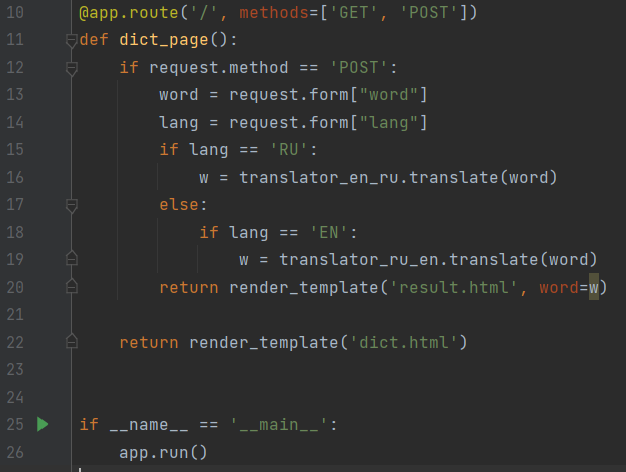 10 @app.route('/', methods=['GET', 'POST'])
11 def dict_page():
12     if request.method == 'POST':
13         word = request.form["word"]
14         lang = request.form["lang"]
15         if lang == 'RU':
16             w = translator_en_ru.translate(word)
17         else:
18             if lang == 'EN':
19                 w = translator_ru_en.translate(word)
20         return render_template('result.html', word=w)
21
22     return render_template('dict.html')
23
24
25 if __name__ == '__main__':
26     app.run()